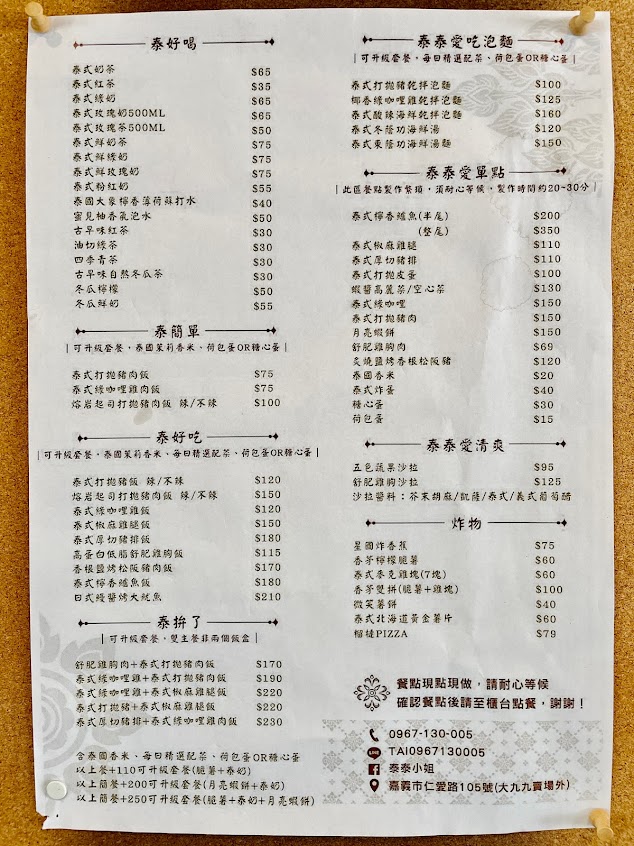 泰好喝
泰式奶茶 $65
泰式紅茶 $35
泰式綠奶 $65
泰式玫瑰奶500ML $65
泰式玫瑰茶500ML $50
泰式鮮奶茶 $75
泰式鮮綠奶 $75
泰式鮮玫瑰奶 $75
泰式粉紅奶 $55
泰國大象檸香薄荷蘇打水 $40
蜜見柚香氣泡水 $50
古早味紅茶 $30
油切綠茶 $30
四季青茶 $30
古早味自然冬瓜茶 $30
冬瓜檸檬 $50
冬瓜鮮奶 $55
泰簡單
|可升級套餐，泰國茉莉香米、荷包蛋OR糖心蛋|
泰式打拋豬肉飯 $75
泰式綠咖哩雞肉飯 $75
熔岩起司打拋豬肉飯 辣/不辣 $100
泰好吃
|可升級套餐，泰國茉莉香米、每日精選配菜、荷包蛋OR糖心蛋|
泰式打拋豬飯 辣/不辣 $120
熔岩起司打拋豬肉飯 辣/不辣 $150
泰式綠咖哩雞飯 $120
泰式椒麻雞腿飯 $150
泰式厚切豬排飯 $180
高蛋白低脂舒肥雞胸飯 $115
香根鹽烤松阪豬肉飯 $170
泰式檸香鱸魚飯 $180
日式綫醬烤大魷魚 $210
泰拚了
|可升級套餐，雙主餐非兩個飯盒|
舒肥雞胸肉+泰式打拋豬肉飯 $170
泰式綠咖哩雞+泰式打拋豬肉飯 $190
泰式綠咖哩雞+泰式椒麻雞腿飯 $220
泰式打拋豬+泰式椒麻雞腿飯 $220
泰式厚切豬排+泰式綠咖哩雞肉飯 $230
含泰國香米、每日精選配菜、荷包蛋OR糖心蛋
以上餐+110可升級套餐(脆薯+泰奶)
以上簡餐+200可升級套餐(月亮蝦餅+泰奶)
以上簡餐+250可升級套餐(脆薯+泰奶+月亮蝦餅)
泰泰愛吃泡麵
|可升級套餐，每日精選配菜、荷包蛋OR糖心蛋|
泰式打拋豬乾拌泡麵 $100
椰香綠咖哩雞乾拌泡麵 $125
泰式酸辣海鮮乾拌泡麵 $160
泰式冬蔭功海鮮湯 $120
泰式東蔭功海鮮湯麵 $150
泰泰愛單點
|此區餐點製作繁瑣，須耐心等候，製作時間約20~30分|
泰式檸香鱸魚(半尾) $200
(整尾) $350
泰式椒麻雞腿 $110
泰式厚切豬排 $110
泰式打拋皮蛋 $100
蝦醬高麗菜/空心菜 $130
泰式綠咖哩 $150
泰式打拋豬肉 $150
月亮蝦餅 $150
舒肥雞胸肉 $69
炙燒鹽烤香根松阪豬 $120
泰國香米 $20
泰式炸蛋 $40
糖心蛋 $30
荷包蛋 $15
泰泰愛清爽
五色蔬果沙拉 $95
舒肥雞胸沙拉 $125
沙拉醬料：芥末胡麻/凱薩/泰式/義式葡萄醋
炸物
星國炸香蕉 $75
香茅檸檬脆薯 $60
泰式麥克雞塊(7塊) $60
香茅雙拼(脆薯+雞塊) $100
微笑薯餅 $40
泰式北海道黃金薯片 $60
榴槤PIZZA $79
餐點現點現做，請耐心等候
確認餐點後請至櫃台點餐，謝謝！
0967-130-005
LINE TAI0967130005
泰泰小姐
嘉義市仁愛路105號(大九九賣場外)